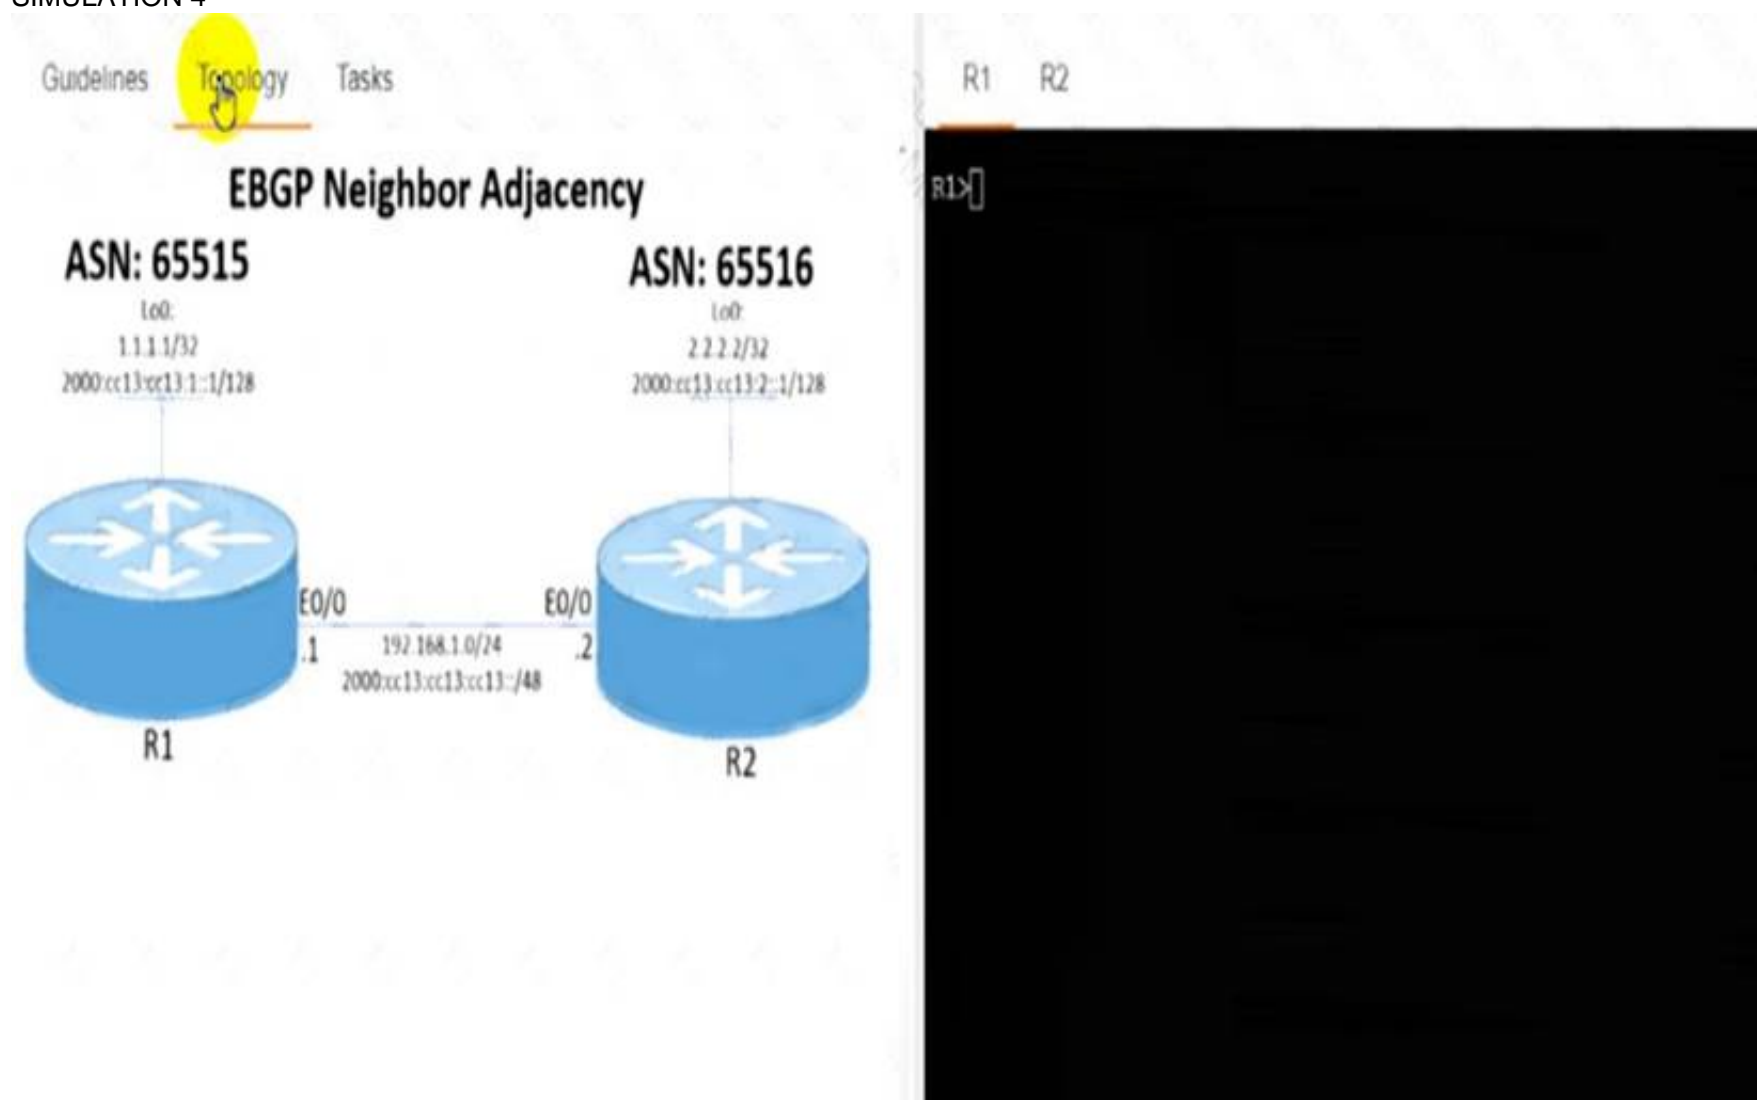 SIMULATION 4
Guidelines Topology Tasks
R1 R2
EBGP Neighbor Adjacency
ASN: 65515
Lo0:
1.1.1.1/32
2000:cc13:cc13:1::1/128
ASN: 65516
Lo0:
2.2.2.2/32
2000:cc13:cc13:2::1/128
E0/0
.1
192.168.1.0/24
2000:cc13:cc13:cc13::/48
E0/0
.2
R1
R2
R1>